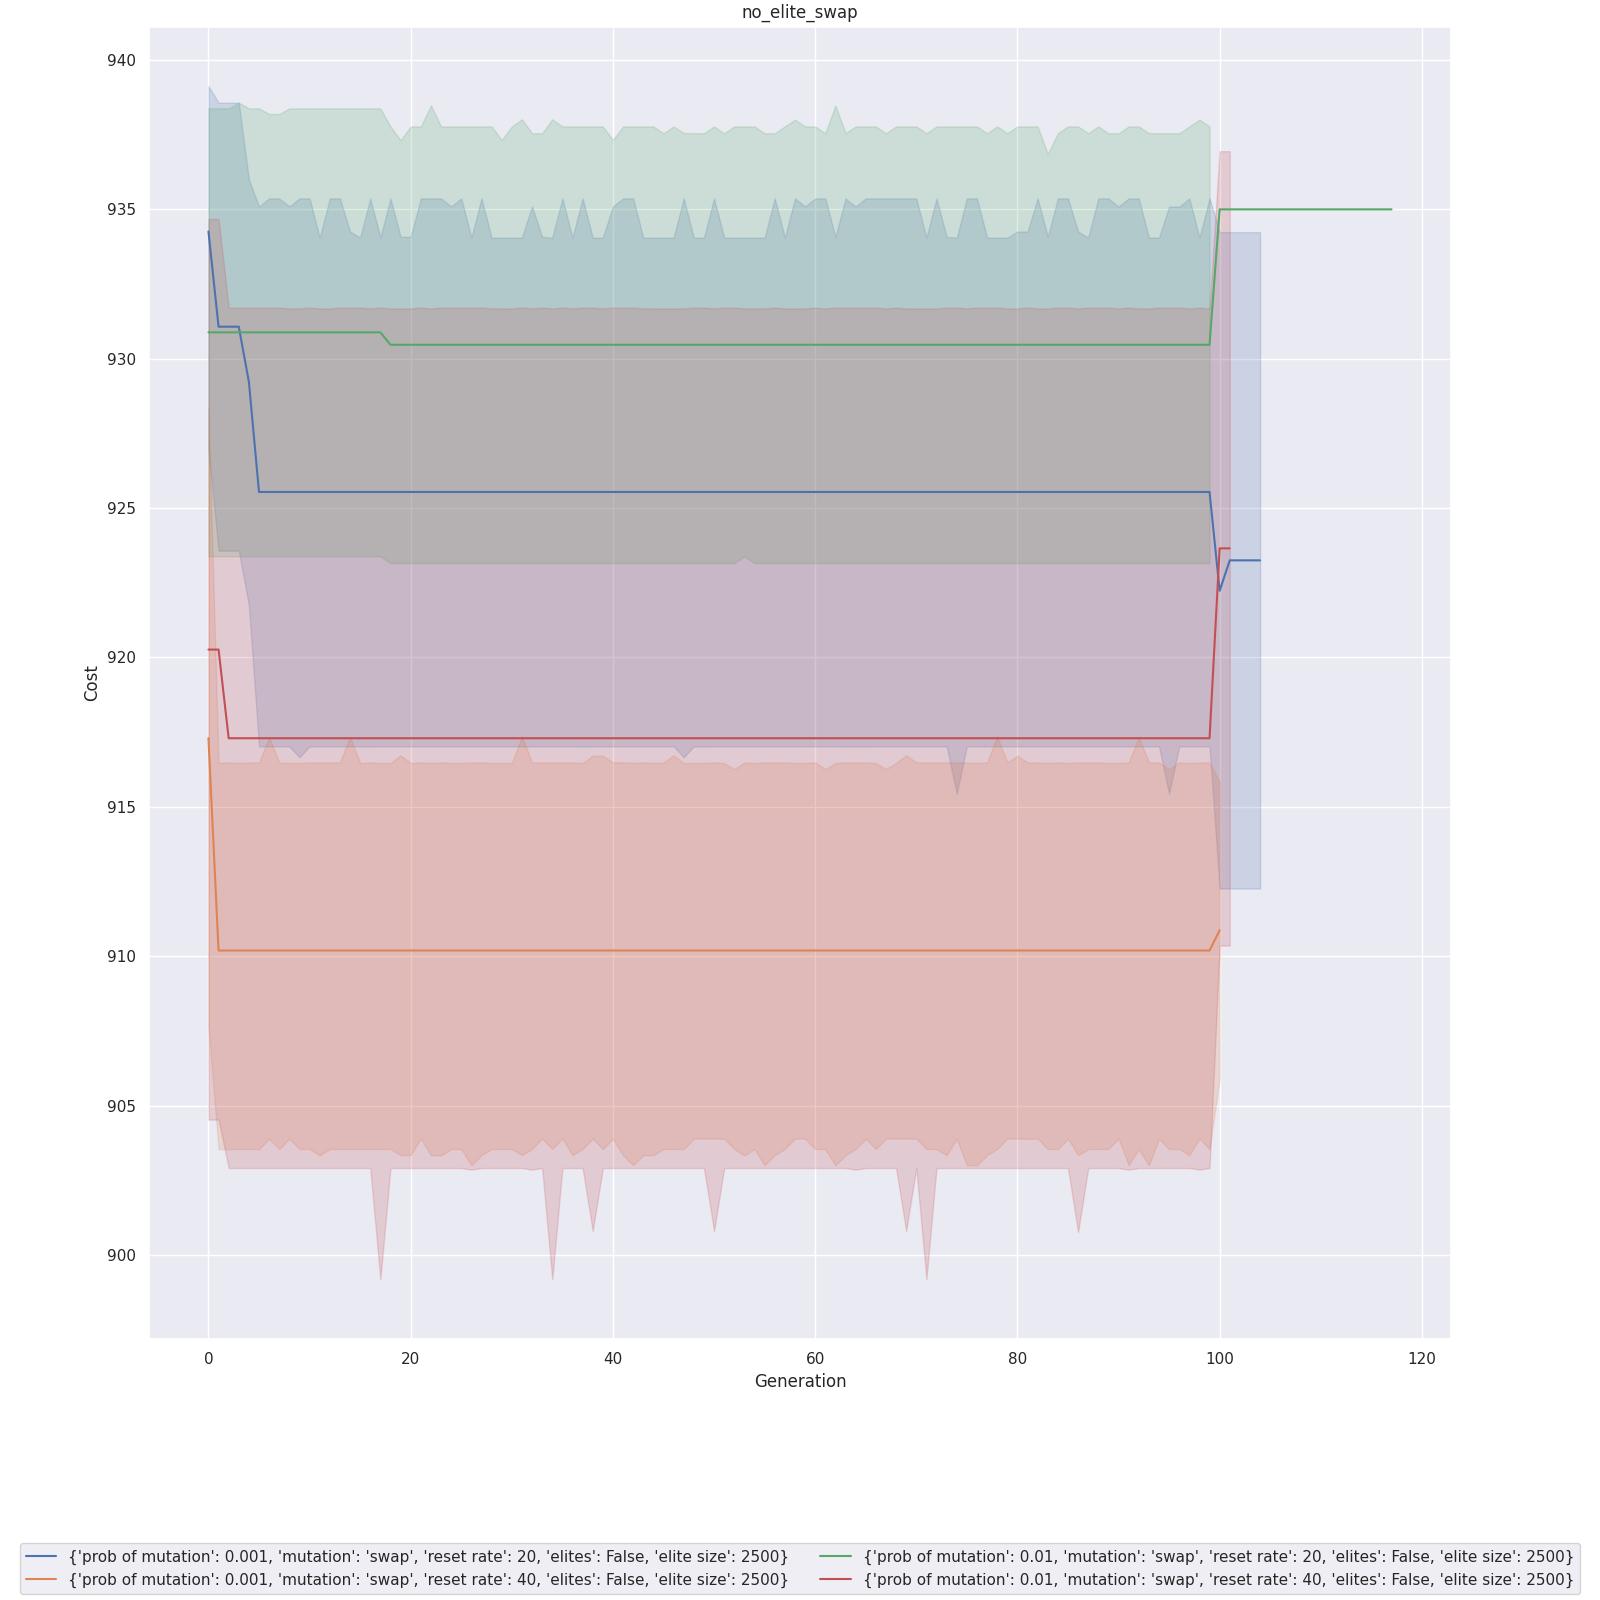 no_elite_swap
940
935
930
925
920
915
910
905
900
Cost
0 20 40 60 80 100 120
Generation
{'prob of mutation': 0.001, 'mutation': 'swap', 'reset rate': 20, 'elites': False, 'elite size': 2500}
{'prob of mutation': 0.001, 'mutation': 'swap', 'reset rate': 40, 'elites': False, 'elite size': 2500}
{'prob of mutation': 0.01, 'mutation': 'swap', 'reset rate': 20, 'elites': False, 'elite size': 2500}
{'prob of mutation': 0.01, 'mutation': 'swap', 'reset rate': 40, 'elites': False, 'elite size': 2500}